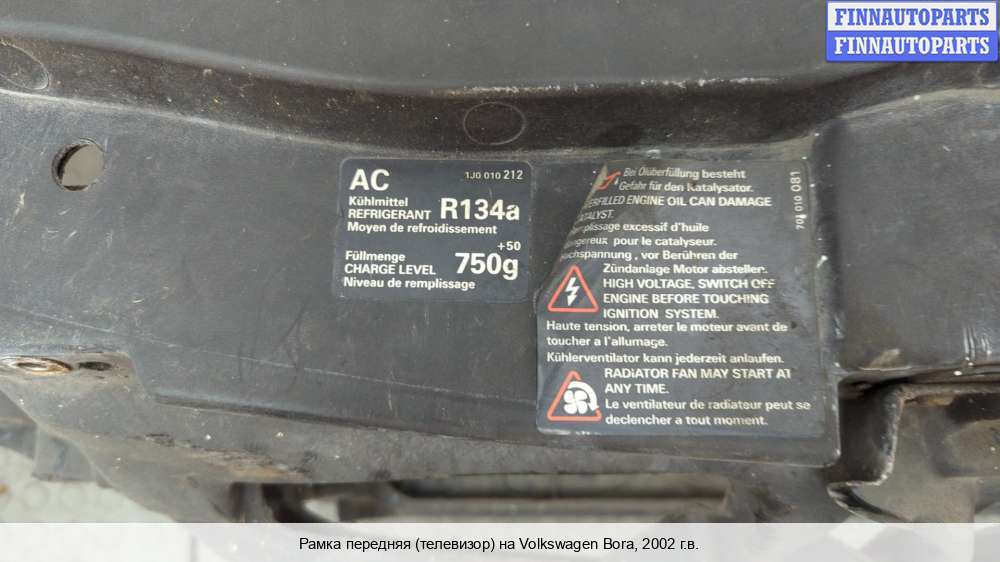 FINNAUTOPARTS
FINNAUTOPARTS
AC
1J0 010 212
Kühlmittel
REFRIGERANT R134a
Moyen de refroidissement
+50
Füllmenge
CHARGE LEVEL 750g
Niveau de remplissage
Bei Ölüberfüllung besteht
Gefahr für den Katalysator.
ENGINE OIL CAN DAMAGE
excessif d'huile
pour le catalyseur.
, vor Berühren der
Zündanlage Motor abstellen.
HIGH VOLTAGE, SWITCH OFF
ENGINE BEFORE TOUCHING
IGNITION SYSTEM.
Haute tension, arreter le moteur avant de
toucher a l'allumage.
Kühlerventilator kann jederzeit anlaufen.
RADIATOR FAN MAY START AT
ANY TIME.
Le ventilateur de radiateur peut se
declencher a tout moment.
010 081
Рамка передняя (телевизор) на Volkswagen Bora, 2002 г.в.